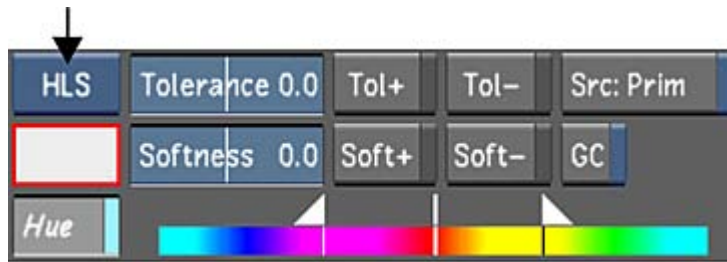 HLS Tolerance 0.0 Tol+ Tol- Src: Prim
Softness 0.0 Soft+ Soft- GC
Hue